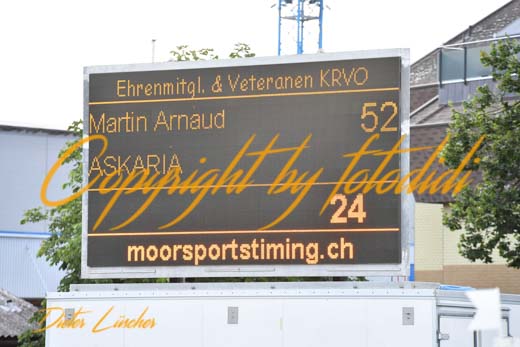 Ehrenmitgl. & Veteranen KRVO
Martin Arnaud 52
ASKARIA
Copyright by fotodidi
24
moorsportstiming.ch
Dieter Lüscher